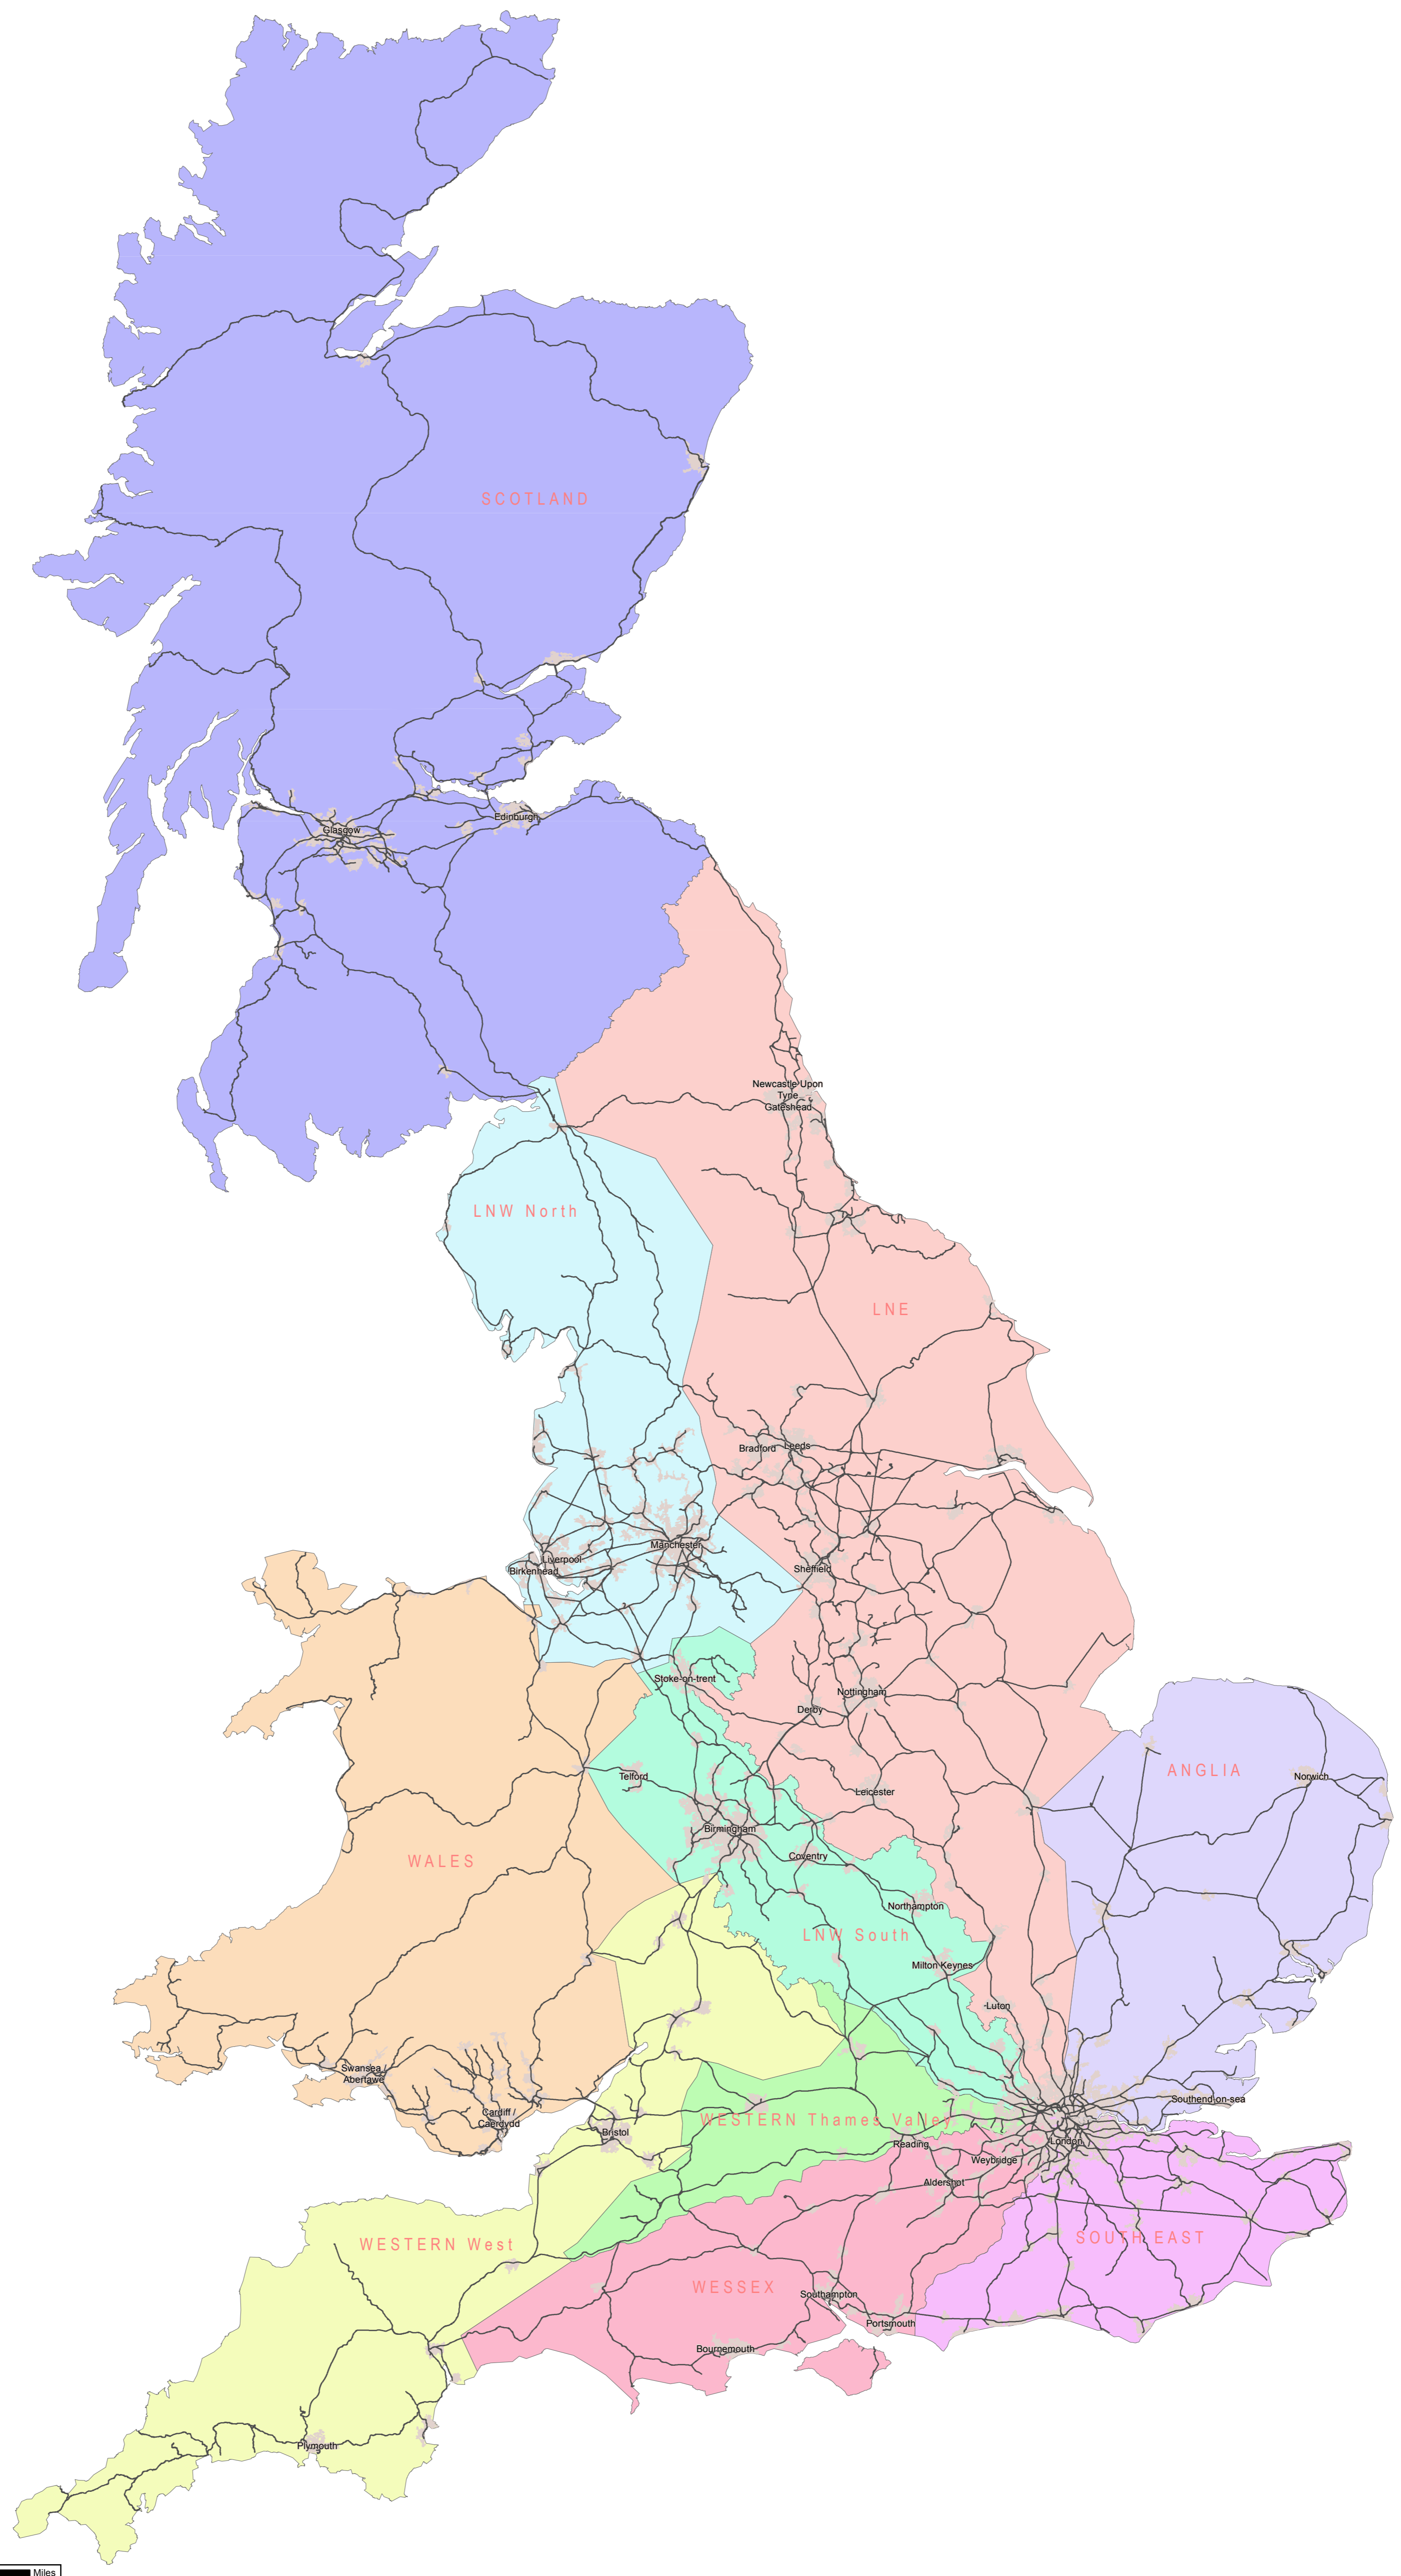 SCOTLAND
Edinburgh
Glasgow
Newcastle Upon
Tyne
Gateshead
LNW North
LNE
Bradford
Leeds
Manchester
Liverpool
Birkenhead
Sheffield
Stoke-on-trent
Nottingham
Derby
ANGLIA
Norwich
Telford
Leicester
Birmingham
Coventry
WALES
Northampton
LNW South
Milton Keynes
Luton
Swansea /
Abertawe
Southend-on-sea
Cardiff /
Caerdydd
WESTERN Thames Valley
Bristol
London
Reading
Weybridge
Aldershot
SOUTH EAST
WESTERN West
WESSEX
Southampton
Portsmouth
Bournemouth
Plymouth
Miles